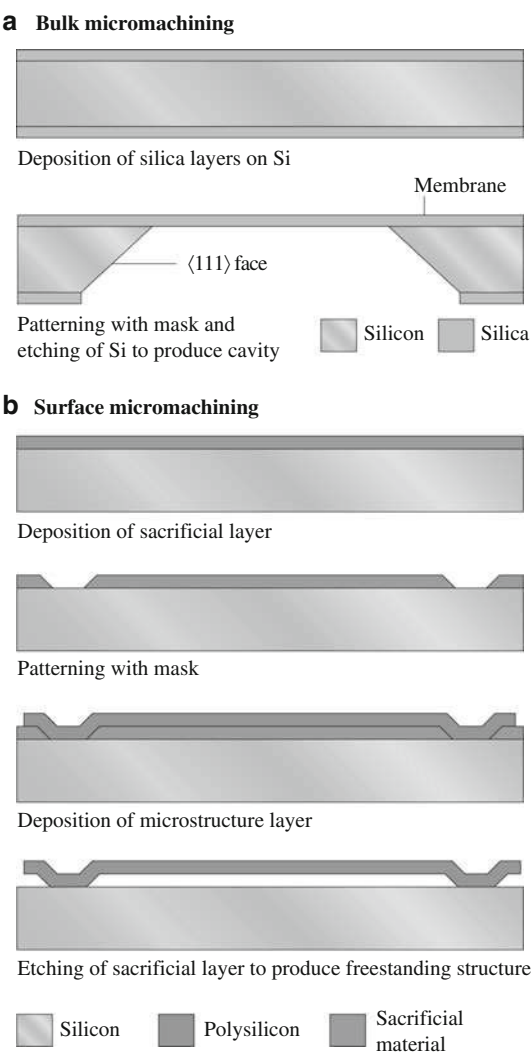 a Bulk micromachining
Deposition of silica layers on Si
Membrane
⟨111⟩ face
Patterning with mask and
etching of Si to produce cavity
Silicon
Silica
b Surface micromachining
Deposition of sacrificial layer
Patterning with mask
Deposition of microstructure layer
Etching of sacrificial layer to produce freestanding structure
Silicon
Polysilicon
Sacrificial
material